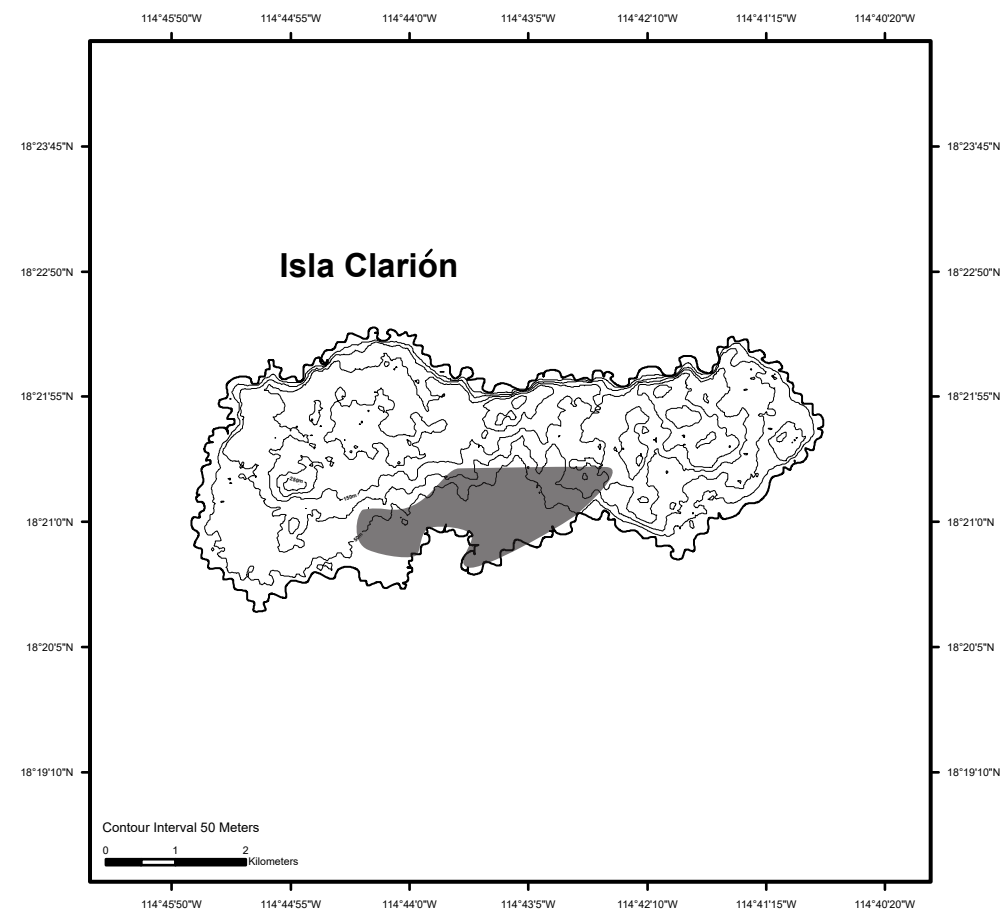 114°45'50"W 114°44'55"W 114°44'0"W 114°43'5"W 114°42'10"W 114°41'15"W 114°40'20"W
18°23'45"N 18°23'45"N
Isla Clarión
18°22'50"N 18°22'50"N
18°21'55"N 18°21'55"N
18°21'0"N 18°21'0"N
18°20'5"N 18°20'5"N
18°19'10"N 18°19'10"N
Contour Interval 50 Meters
0 1 2
Kilometers
114°45'50"W 114°44'55"W 114°44'0"W 114°43'5"W 114°42'10"W 114°41'15"W 114°40'20"W